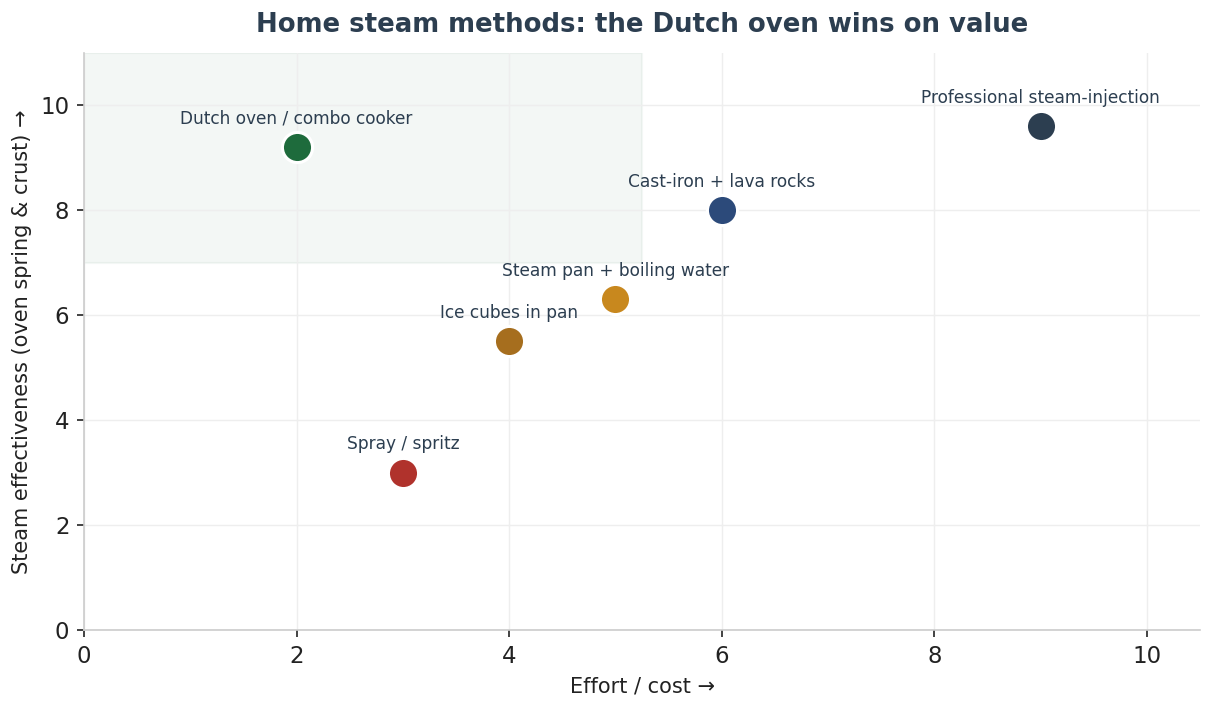 Home steam methods: the Dutch oven wins on value
Steam effectiveness (oven spring & crust) →
10
8
6
4
2
0
Dutch oven / combo cooker
Professional steam-injection
Cast-iron + lava rocks
Steam pan + boiling water
Ice cubes in pan
Spray / spritz
0 2 4 6 8 10
Effort / cost →